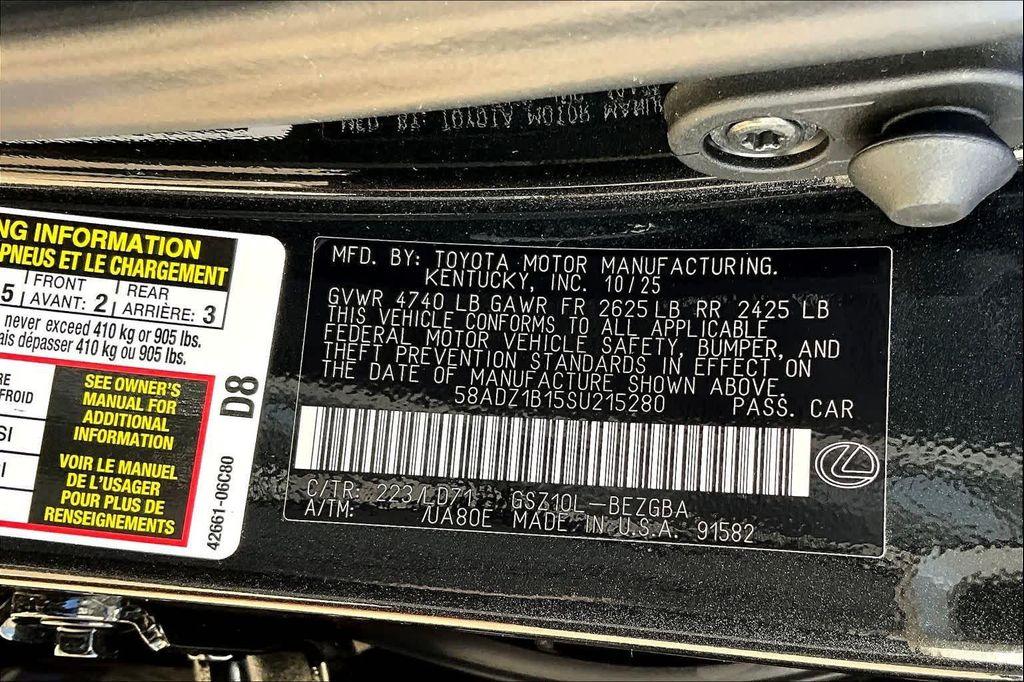 NG INFORMATION
PNEUS ET LE CHARGEMENT
5 FRONT AVANT: 2 REAR ARRIÈRE: 3
never exceed 410 kg or 905 lbs.
ais dépasser 410 kg ou 905 lbs.
RE
FROID
SI
I
SEE OWNER'S
MANUAL FOR
ADDITIONAL
INFORMATION
VOIR LE MANUEL
DE L'USAGER
POUR PLUS DE
RENSEIGNEMENTS
D8
42661-06C80
MFD. BY: TOYOTA MOTOR MANUFACTURING.
KENTUCKY, INC. 10/25
GVWR 4740 LB GAWR FR 2625 LB RR 2425 LB
THIS VEHICLE CONFORMS TO ALL APPLICABLE
FEDERAL MOTOR VEHICLE SAFETY, BUMPER, AND
THEFT PREVENTION STANDARDS IN EFFECT ON
THE DATE OF MANUFACTURE SHOWN ABOVE.
58ADZ1B15SU215280 PASS. CAR
C/TR: 223/LD71 GSZ10L-BEZGBA
A/TM: /UA80E MADE IN U.S.A. 91582